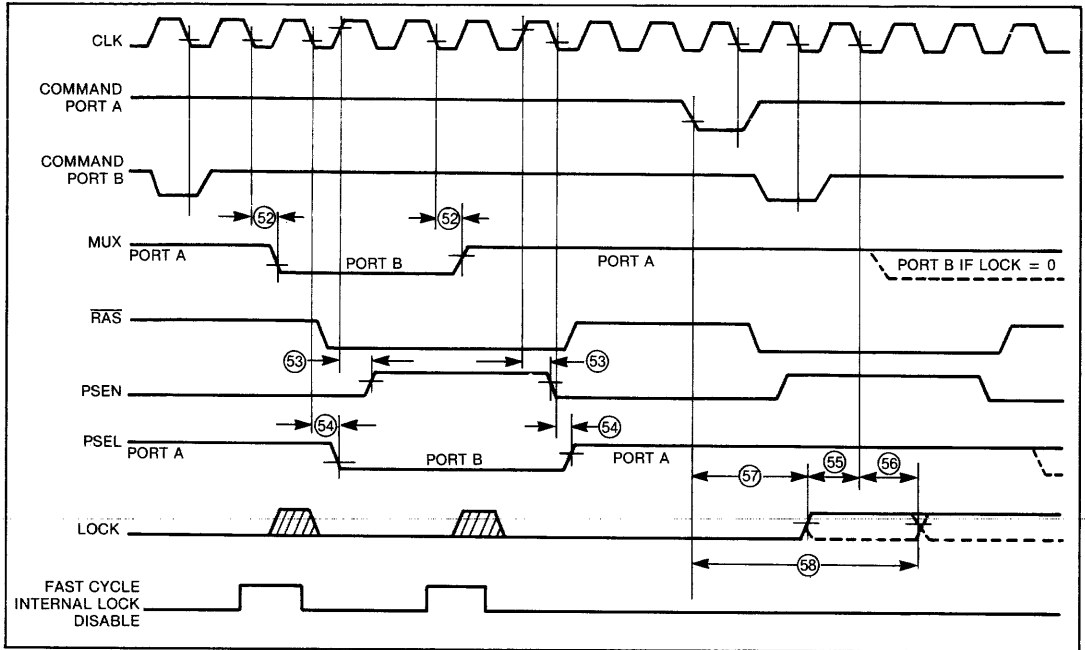 CLK
COMMAND
PORT A
COMMAND
PORT B
52 52
MUX
PORT A PORT B PORT A PORT B IF LOCK = 0
RAS
53 53
PSEN
54 54
PSEL
PORT A PORT B PORT A
57 55 56
LOCK
58
FAST CYCLE
INTERNAL LOCK
DISABLE